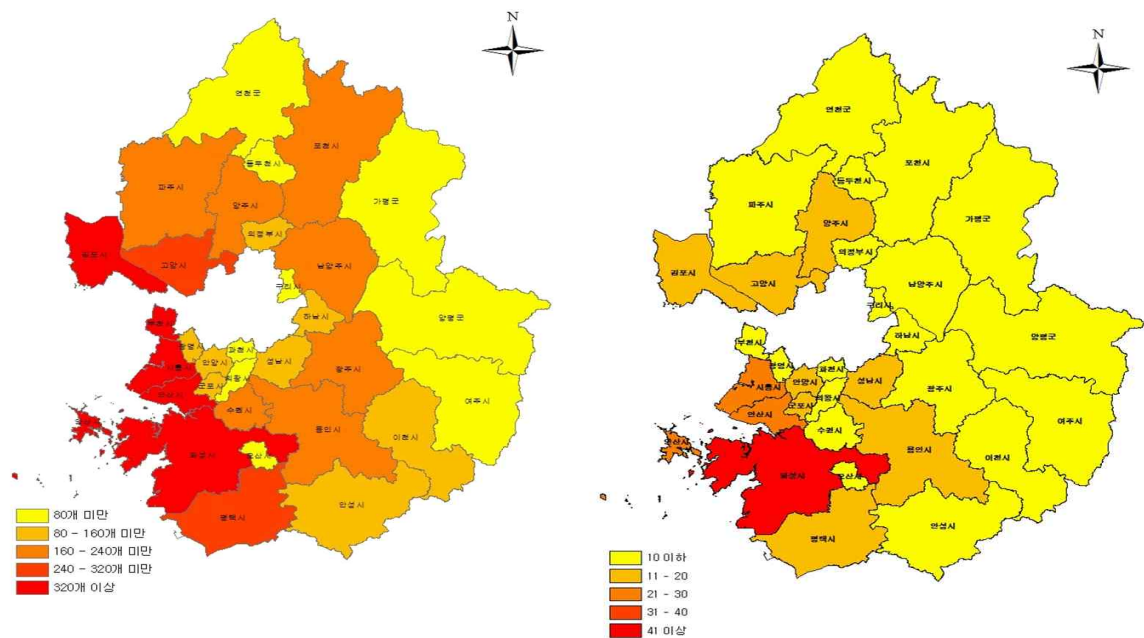 N
연천군
포천시
동두천시
파주시
양주시
가평군
의정부시
김포시
고양시
남양주시
구리시
양평군
하남시
부천시
광명시
과천시
시흥시
안양시
성남시
광주시
의왕시
안산시
군포시
여주시
수원시
용인시
이천시
안산시
화성시
오산시
평택시
안성시
80개 미만
80 - 160개 미만
160 - 240개 미만
240 - 320개 미만
320개 이상
N
연천군
포천시
동두천시
파주시
양주시
가평군
의정부시
김포시
고양시
남양주시
구리시
양평군
하남시
부천시
광명시
과천시
시흥시
안양시
성남시
광주시
의왕시
안산시
군포시
여주시
수원시
용인시
이천시
안산시
화성시
오산시
안성시
평택시
10 이하
11 - 20
21 - 30
31 - 40
41 이상